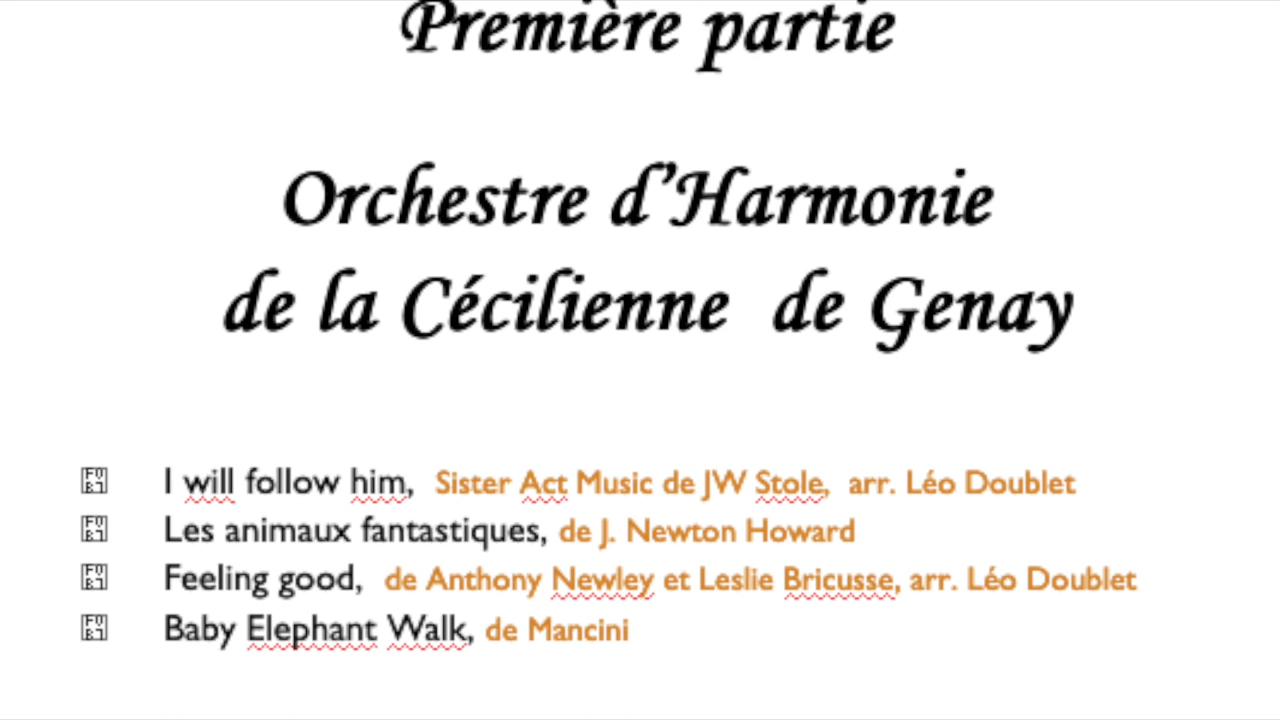 Première partie
Orchestre d’Harmonie
de la Cécilienne de Genay
I will follow him, Sister Act Music de JW Stole, arr. Léo Doublet
Les animaux fantastiques, de J. Newton Howard
Feeling good, de Anthony Newley et Leslie Bricusse, arr. Léo Doublet
Baby Elephant Walk, de Mancini